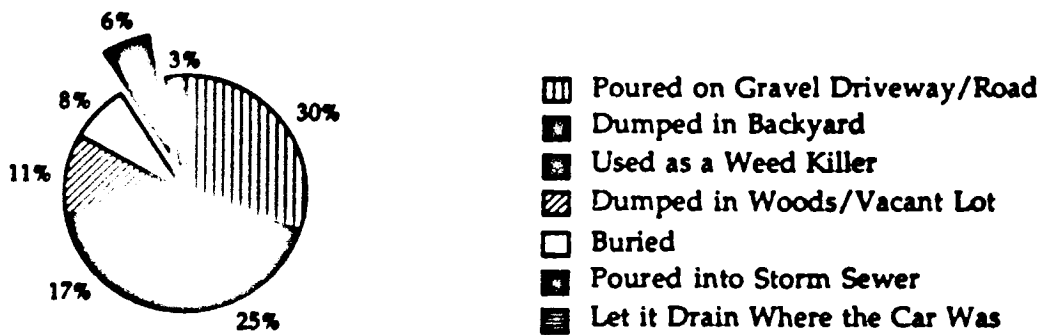 6%
3%
8%
30%
11%
17%
25%
Poured on Gravel Driveway/Road
Dumped in Backyard
Used as a Weed Killer
Dumped in Woods/Vacant Lot
Buried
Poured into Storm Sewer
Let it Drain Where the Car Was